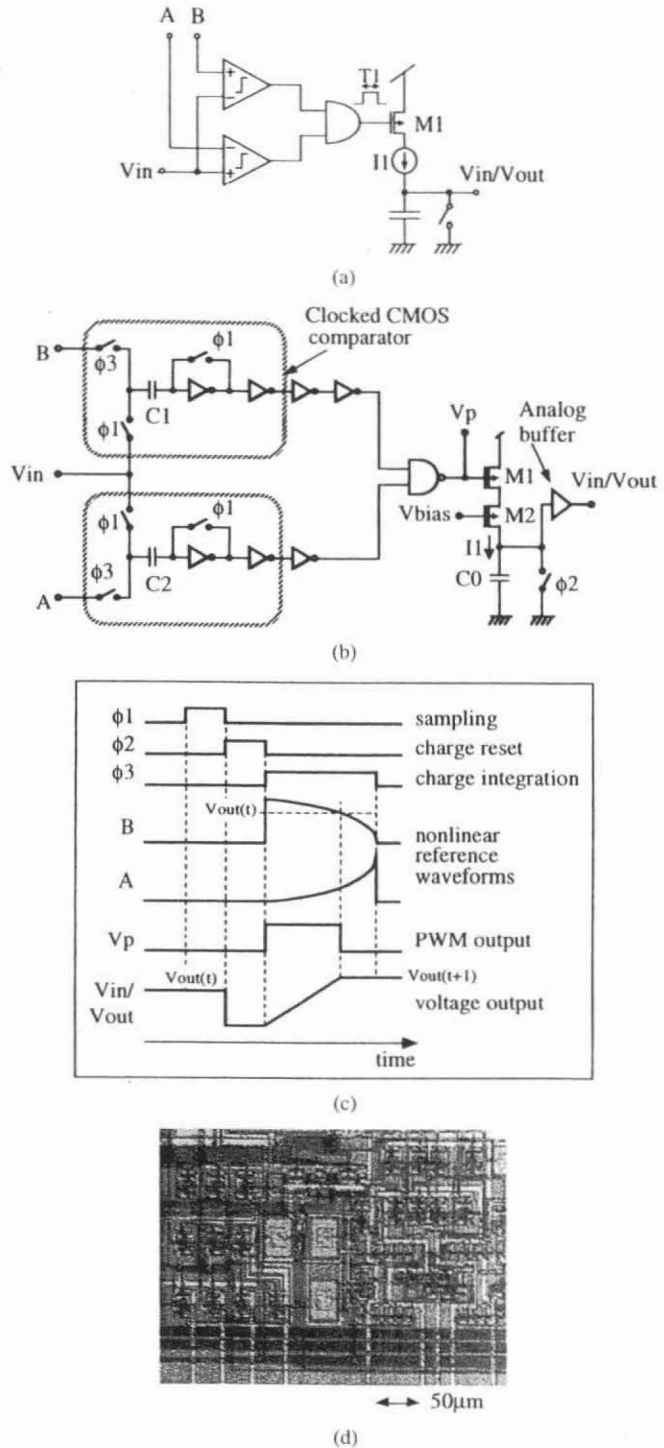 A B
T1
M1
I1
Vin
Vin/Vout
(a)
Clocked CMOS
comparator
B
ϕ3
ϕ1
C1
ϕ1
Vin
ϕ1
ϕ1
ϕ3
C2
A
Vp
Analog
buffer
M1
Vin/Vout
Vbias
M2
I1
C0
ϕ2
(b)
ϕ1 sampling
ϕ2 charge reset
ϕ3 charge integration
Vout(t)
B nonlinear
reference
A waveforms
Vp PWM output
Vin/ Vout(t) Vout(t+1)
Vout voltage output
time
(c)
50μm
(d)